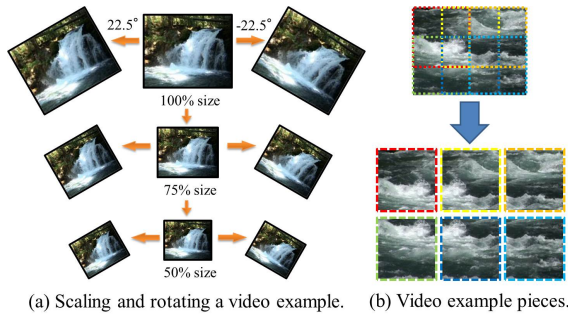 22.5°
-22.5°
100% size
75% size
50% size
(a) Scaling and rotating a video example.
(b) Video example pieces.